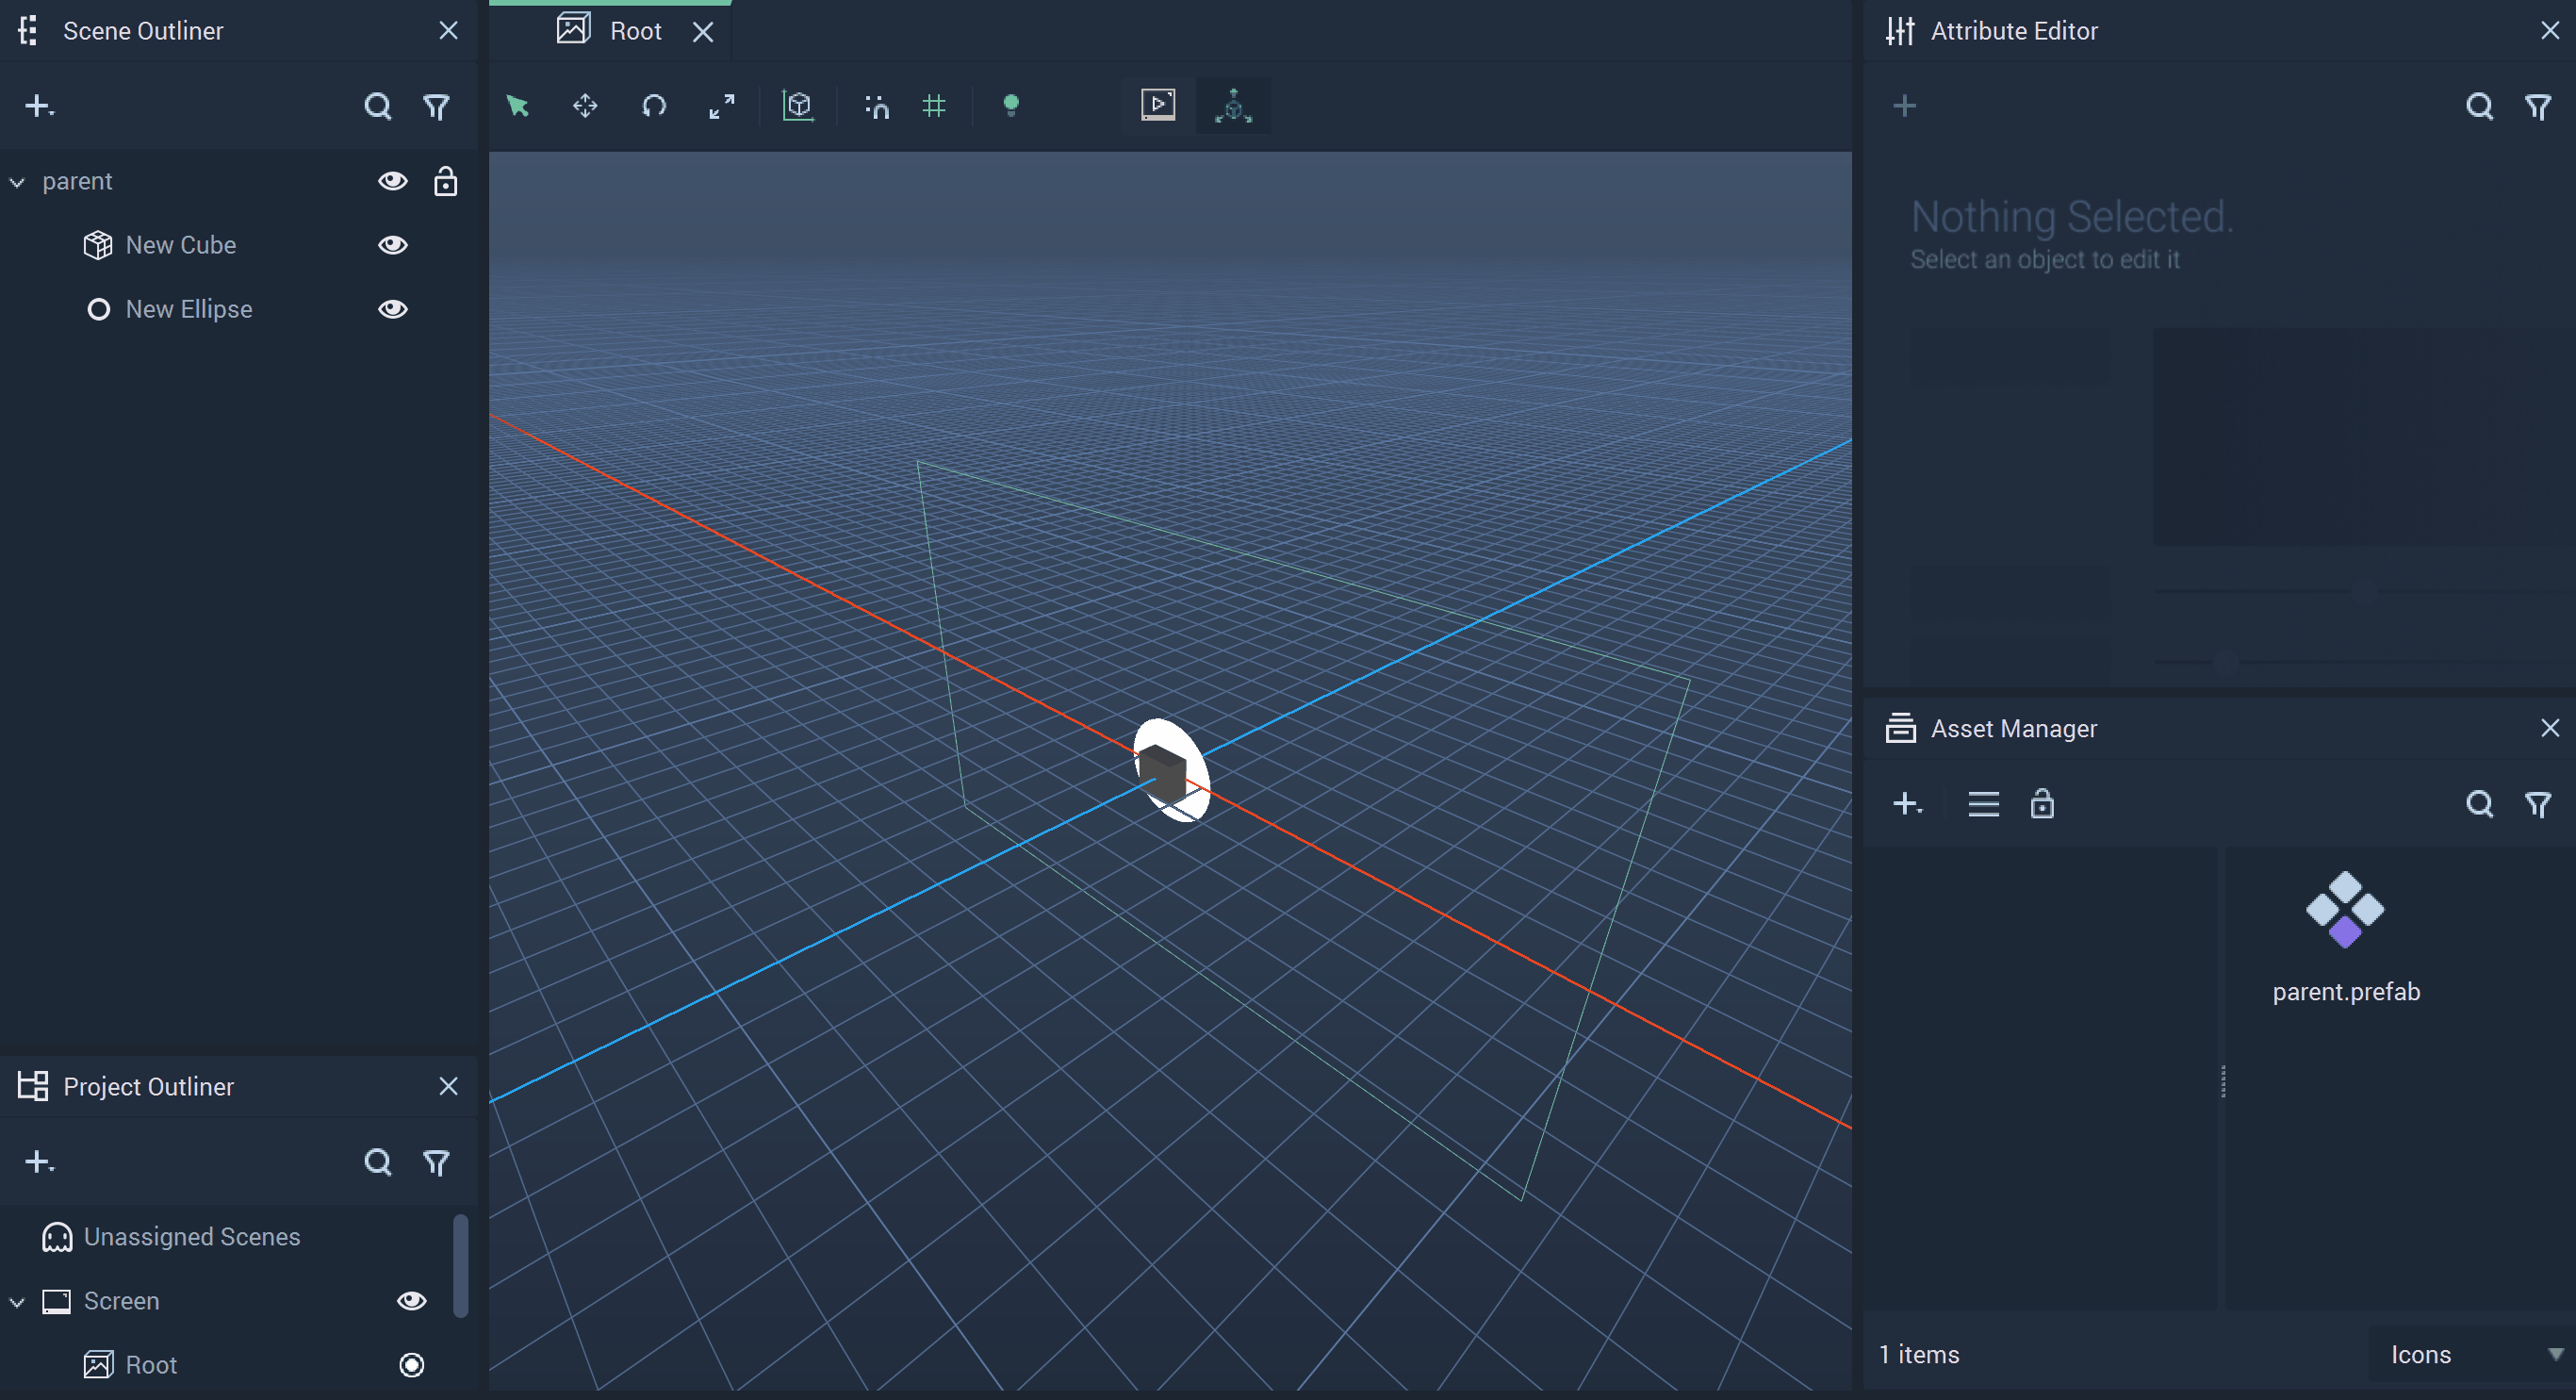 Scene Outliner
parent
New Cube
New Ellipse
Project Outliner
Unassigned Scenes
Screen
Root
Root
Attribute Editor
Nothing Selected.
Select an object to edit it
Asset Manager
parent.prefab
1 items
Icons